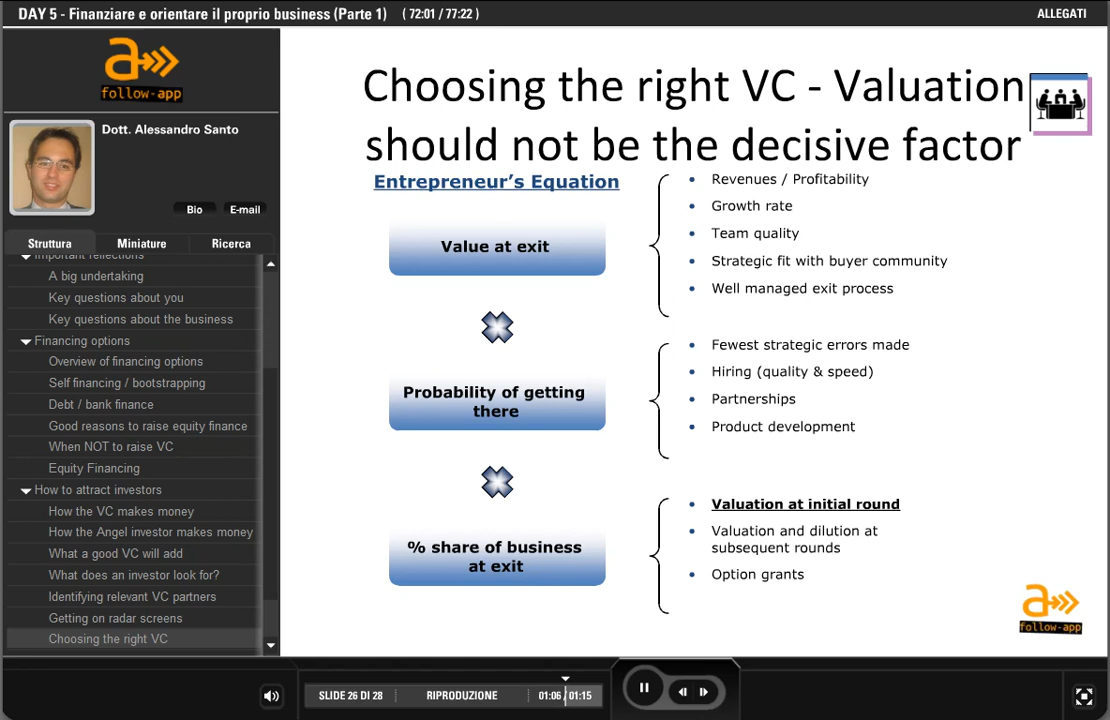 DAY 5 - Finanziare e orientare il proprio business (Parte 1) ( 72:01 / 77:22 )
ALLEGATI
follow-app
Dott. Alessandro Santo
Bio
E-mail
Struttura
Miniature
Ricerca
Important reflections
A big undertaking
Key questions about you
Key questions about the business
Financing options
Overview of financing options
Self financing / bootstrapping
Debt / bank finance
Good reasons to raise equity finance
When NOT to raise VC
Equity Financing
How to attract investors
How the VC makes money
How the Angel investor makes money
What a good VC will add
What does an investor look for?
Identifying relevant VC partners
Getting on radar screens
Choosing the right VC
Choosing the right VC - Valuation
should not be the decisive factor
Entrepreneur's Equation
Value at exit
• Revenues / Profitability
• Growth rate
• Team quality
• Strategic fit with buyer community
• Well managed exit process
Probability of getting
there
• Fewest strategic errors made
• Hiring (quality & speed)
• Partnerships
• Product development
% share of business
at exit
• Valuation at initial round
• Valuation and dilution at
subsequent rounds
• Option grants
follow-app
SLIDE 26 DI 28
RIPRODUZIONE
01:06 / 01:15